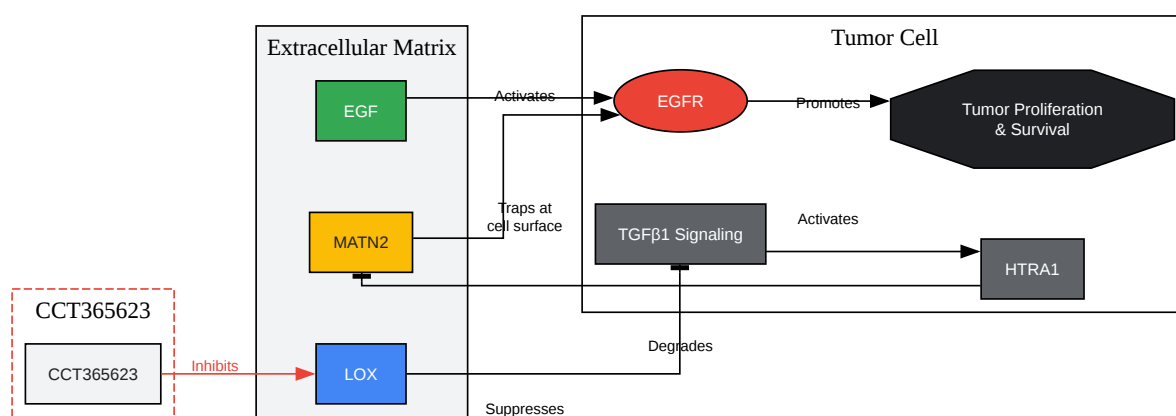 Extracellular Matrix
Tumor Cell
EGF
Activates
EGFR
Promotes
Tumor Proliferation
& Survival
MATN2
Traps at
cell surface
TGFβ1 Signaling
Activates
HTRA1
CCT365623
CCT365623
Inhibits
LOX
Degrades
Suppresses